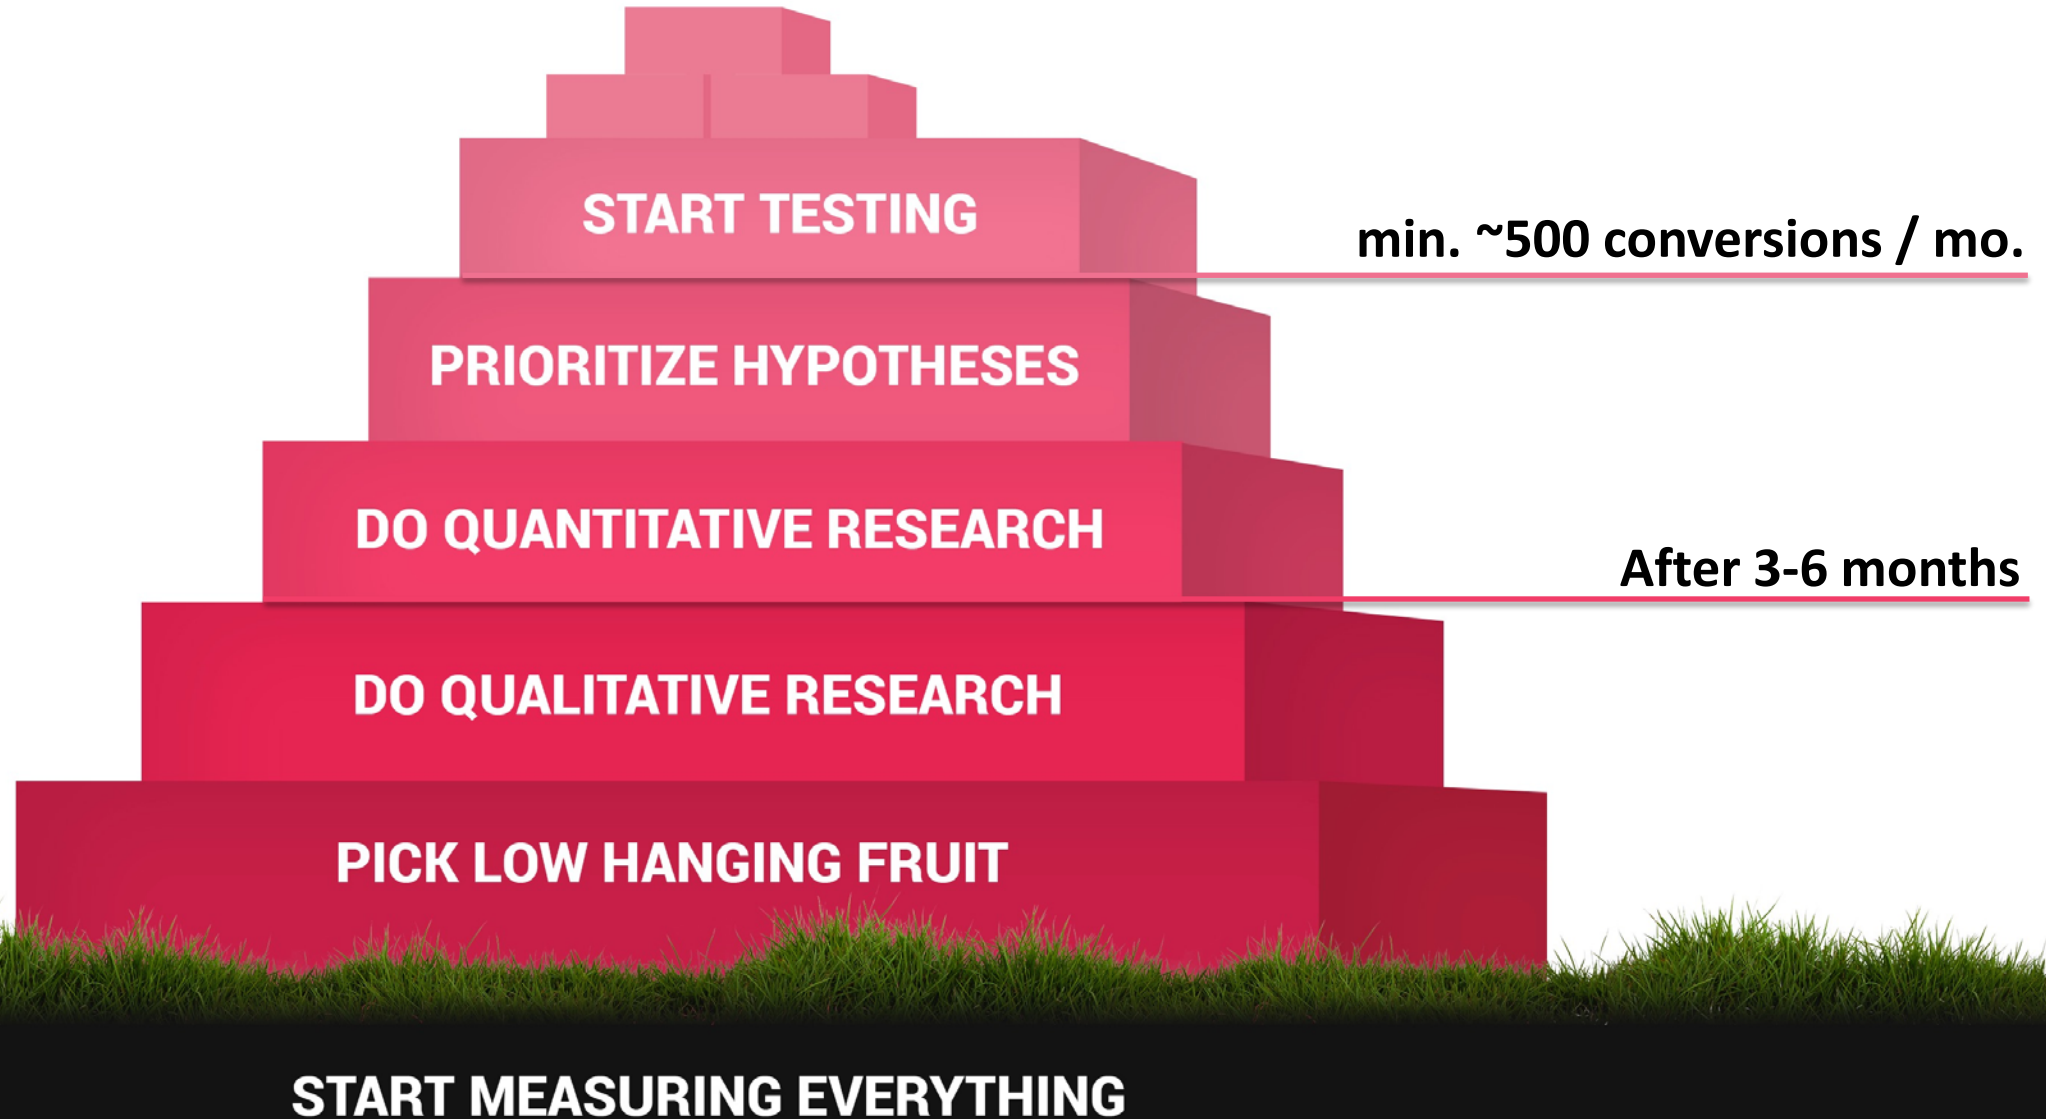 START TESTING
min. ~500 conversions / mo.
PRIORITIZE HYPOTHESES
DO QUANTITATIVE RESEARCH
After 3-6 months
DO QUALITATIVE RESEARCH
PICK LOW HANGING FRUIT
START MEASURING EVERYTHING